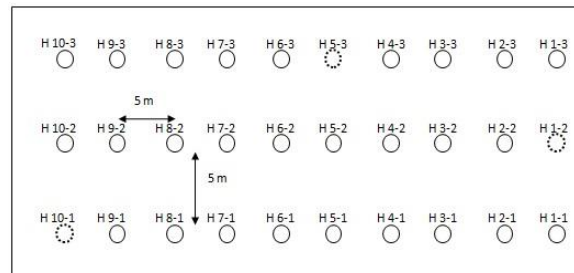 H 10-3 H 9-3 H 8-3 H 7-3 H 6-3 H 5-3 H 4-3 H 3-3 H 2-3 H 1-3
5 m
H 10-2 H 9-2 H 8-2 H 7-2 H 6-2 H 5-2 H 4-2 H 3-2 H 2-2 H 1-2
5 m
H 10-1 H 9-1 H 8-1 H 7-1 H 6-1 H 5-1 H 4-1 H 3-1 H 2-1 H 1-1